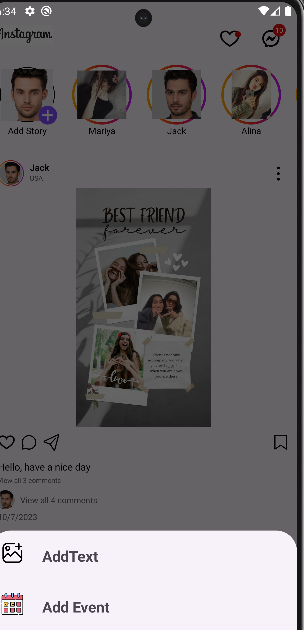 :34
Instagram
10
Add Story
Mariya
Jack
Alina
Jack
USA
BEST FRIEND
forever
love
Hello, have a nice day
View all 3 comments
View all 4 comments
10/7/2023
AddText
Add Event